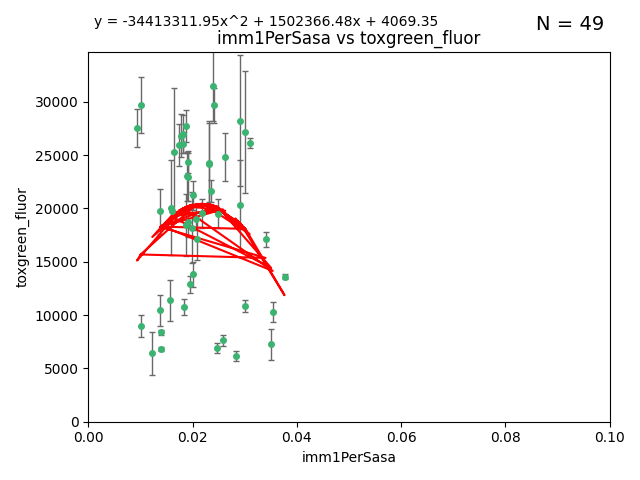 y = -34413311.95x^2 + 1502366.48x + 4069.35
N = 49
imm1PerSasa vs toxgreen_fluor
30000
25000
20000
15000
10000
5000
0
toxgreen_fluor
0.00 0.02 0.04 0.06 0.08 0.10
imm1PerSasa